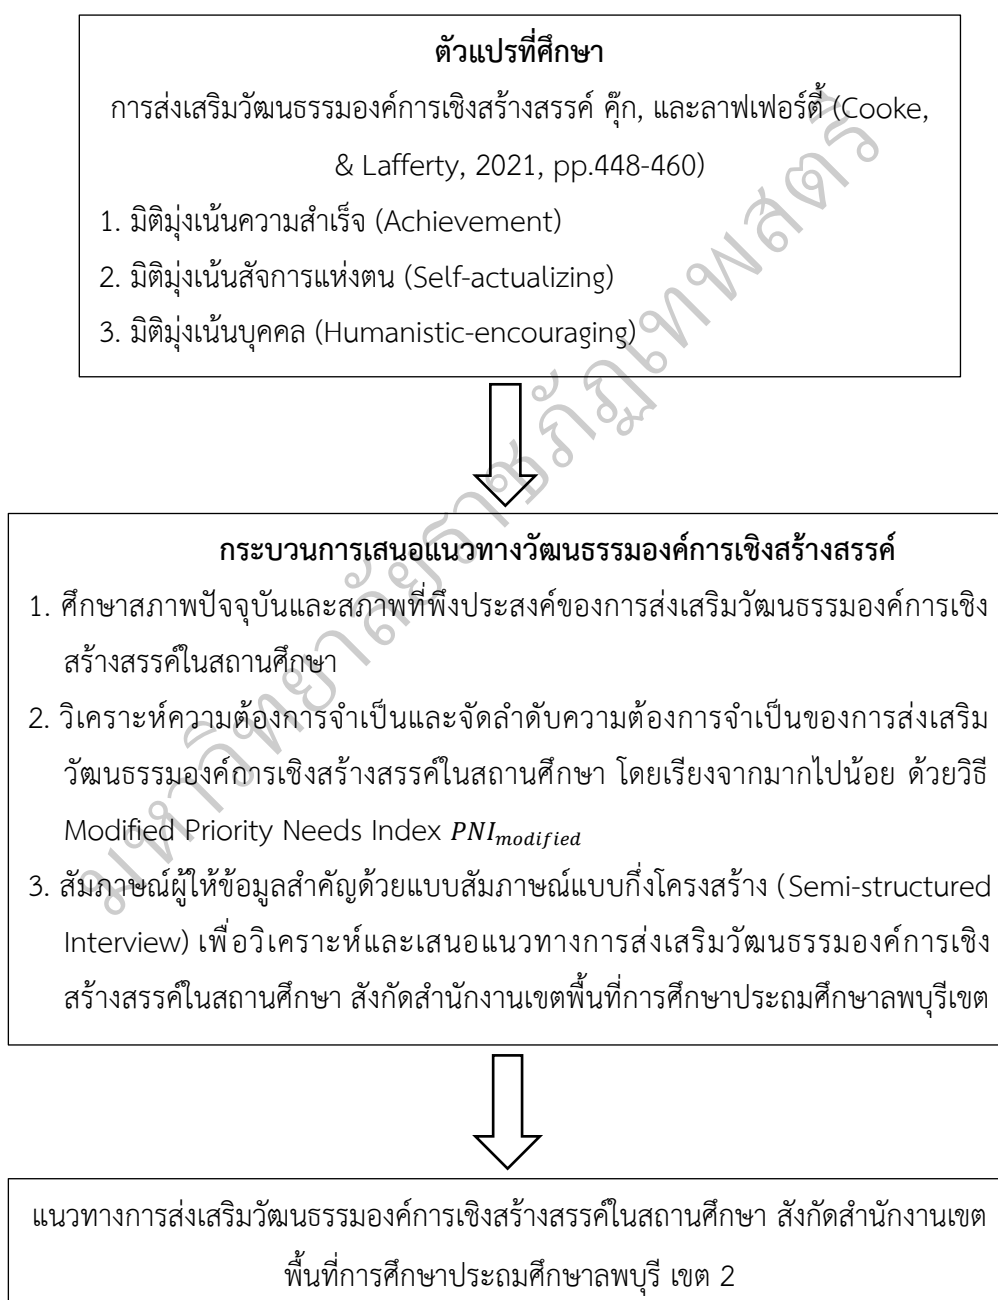 ตัวแปรที่ศึกษา
การส่งเสริมวัฒนธรรมองค์การเชิงสร้างสรรค์ คุ๊ก, และลาฟเฟอร์ตี้ (Cooke,
& Lafferty, 2021, pp.448-460)
1. มิติมุ่งเน้นความสำเร็จ (Achievement)
2. มิติมุ่งเน้นสัจการแห่งตน (Self-actualizing)
3. มิติมุ่งเน้นบุคคล (Humanistic-encouraging)
กระบวนการเสนอแนวทางวัฒนธรรมองค์การเชิงสร้างสรรค์
1. ศึกษาสภาพปัจจุบันและสภาพที่พึงประสงค์ของการส่งเสริมวัฒนธรรมองค์การเชิง
สร้างสรรค์ในสถานศึกษา
2. วิเคราะห์ความต้องการจำเป็นและจัดลำดับความต้องการจำเป็นของการส่งเสริม
วัฒนธรรมองค์การเชิงสร้างสรรค์ในสถานศึกษา โดยเรียงจากมากไปน้อย ด้วยวิธี
Modified Priority Needs Index PNI modified
3. สัมภาษณ์ผู้ให้ข้อมูลสำคัญด้วยแบบสัมภาษณ์แบบกึ่งโครงสร้าง (Semi-structured
Interview) เพื่อวิเคราะห์และเสนอแนวทางการส่งเสริมวัฒนธรรมองค์การเชิง
สร้างสรรค์ในสถานศึกษา สังกัดสำนักงานเขตพื้นที่การศึกษาประถมศึกษาลพบุรีเขต
แนวทางการส่งเสริมวัฒนธรรมองค์การเชิงสร้างสรรค์ในสถานศึกษา สังกัดสำนักงานเขต
พื้นที่การศึกษาประถมศึกษาลพบุรี เขต 2
มหาวิทยาลัยราชภัฏเทพสตรี